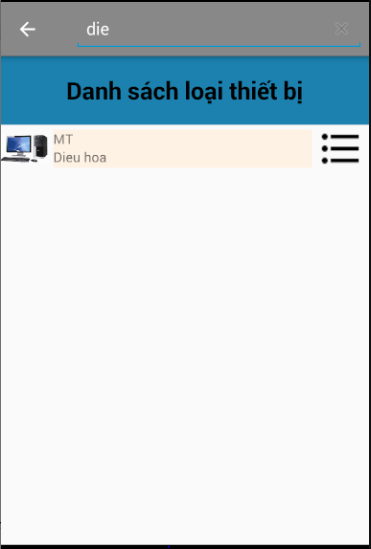 die
Danh sách loại thiết bị
MT
Dieu hoa